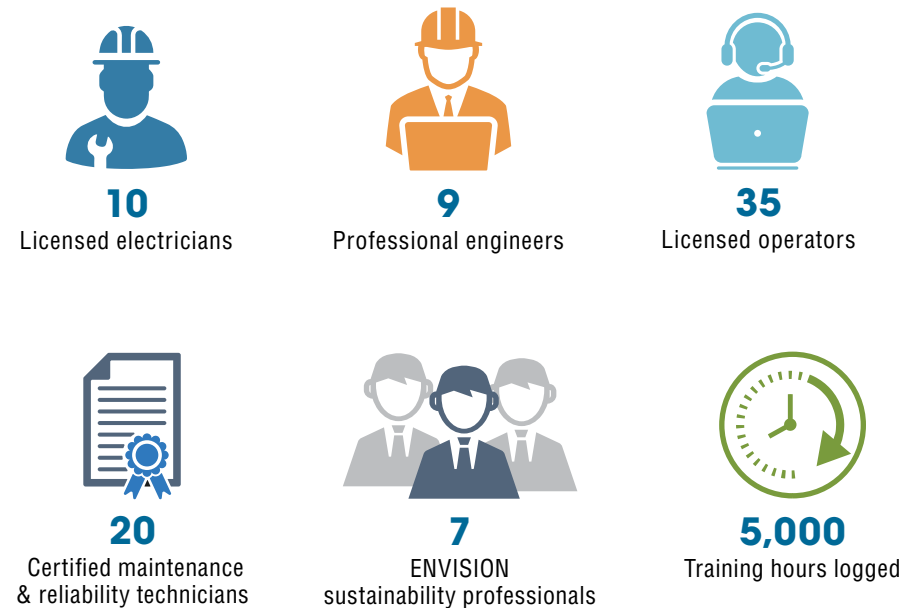 10
Licensed electricians
9
Professional engineers
35
Licensed operators
20
Certified maintenance
& reliability technicians
7
ENVISION
sustainability professionals
5,000
Training hours logged